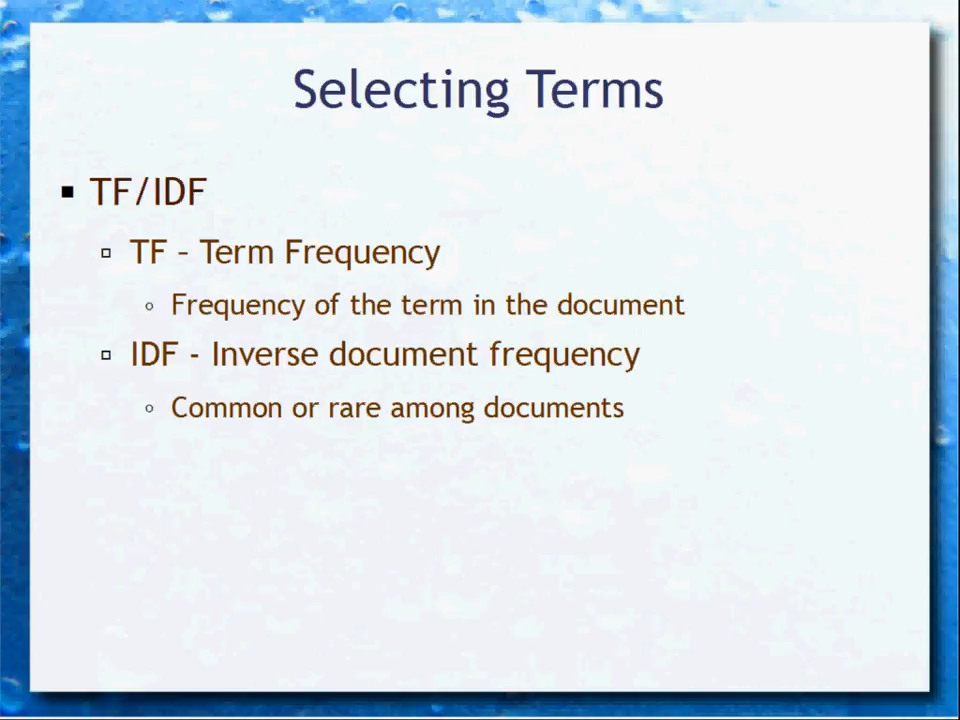 Selecting Terms
TF/IDF
TF – Term Frequency
Frequency of the term in the document
IDF - Inverse document frequency
Common or rare among documents